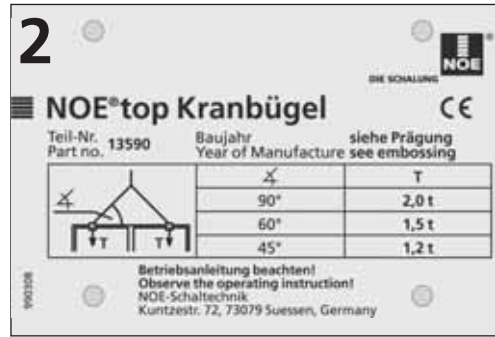 2
NOE®
DIE SCHALUNG
NOE®top Kranbügel CE
Teil-Nr. 13590 Baujahr siehe Prägung
Part no. Year of Manufacture see embossing
∡ T
90° 2,0 t
60° 1,5 t
45° 1,2 t
∡ T T
Betriebsanleitung beachten!
Observe the operating instruction!
NOE-Schaltechnik
Kuntzestr. 72, 73079 Suessen, Germany
990308